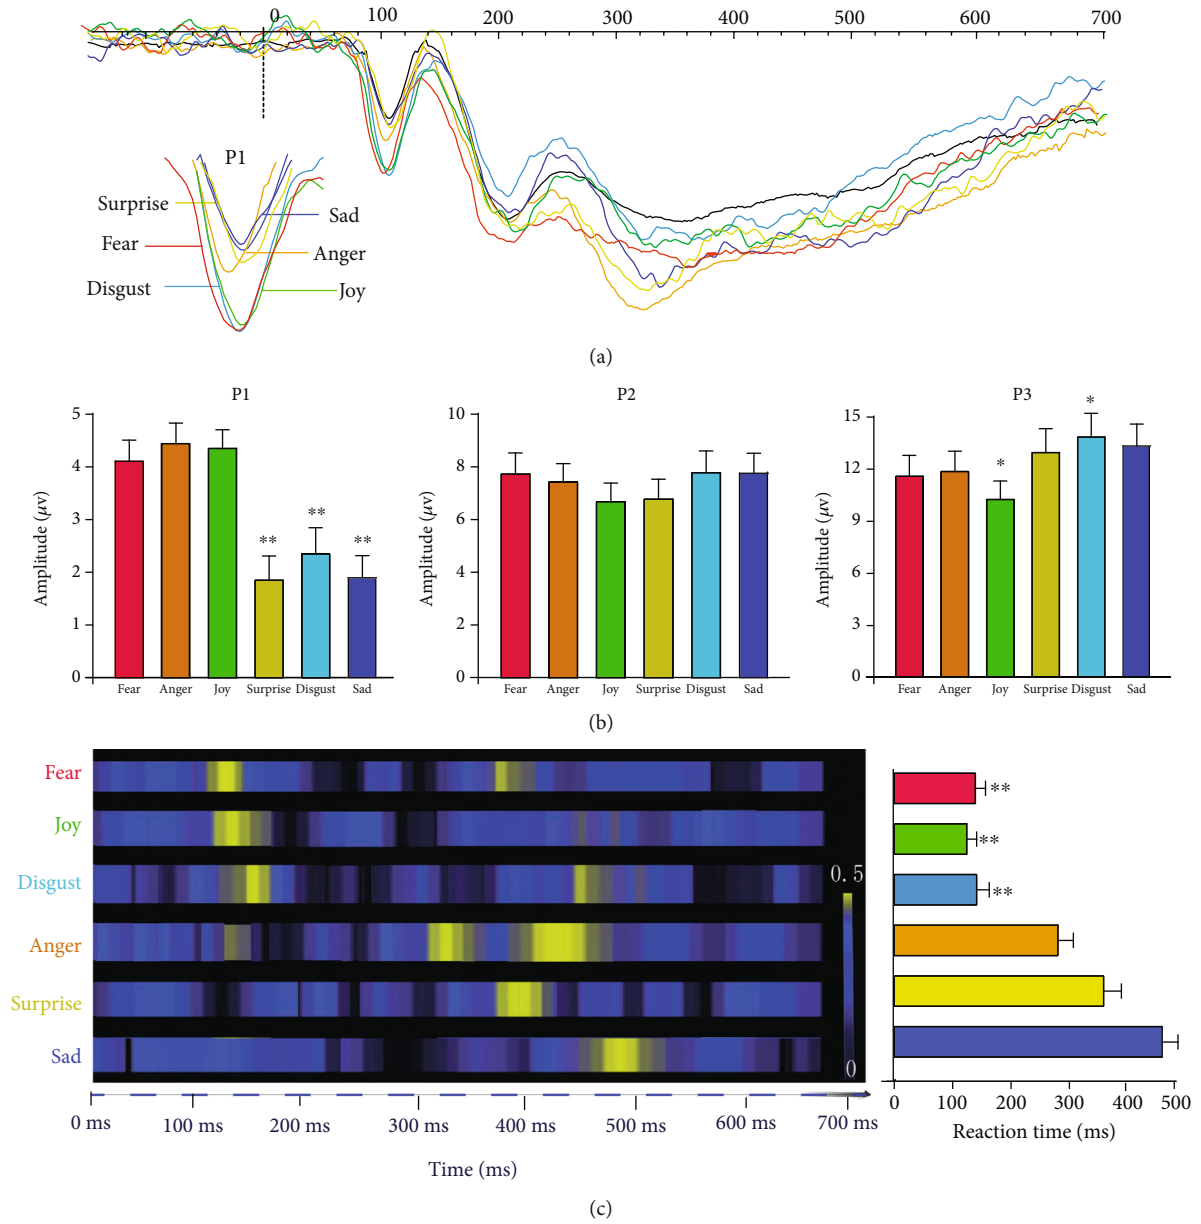 0 100 200 300 400 500 600 700
P1
Surprise
Sad
Fear
Anger
Disgust
Joy
(a)
P1 P2 P3
5 10 15
4 8 12
3 6 9
2 4 6
1 2 3
0 0 0
Amplitude (μv) Amplitude (μv) Amplitude (μv)
** ** **
* *
Fear Anger Joy Surprise Disgust Sad
Fear Anger Joy Surprise Disgust Sad
Fear Anger Joy Surprise Disgust Sad
(b)
Fear **
Joy **
Disgust **
0.5
Anger
Surprise
Sad
0
0 ms 100 ms 200 ms 300 ms 400 ms 500 ms 600 ms 700 ms
Time (ms)
0 100 200 300 400 500
Reaction time (ms)
(c)